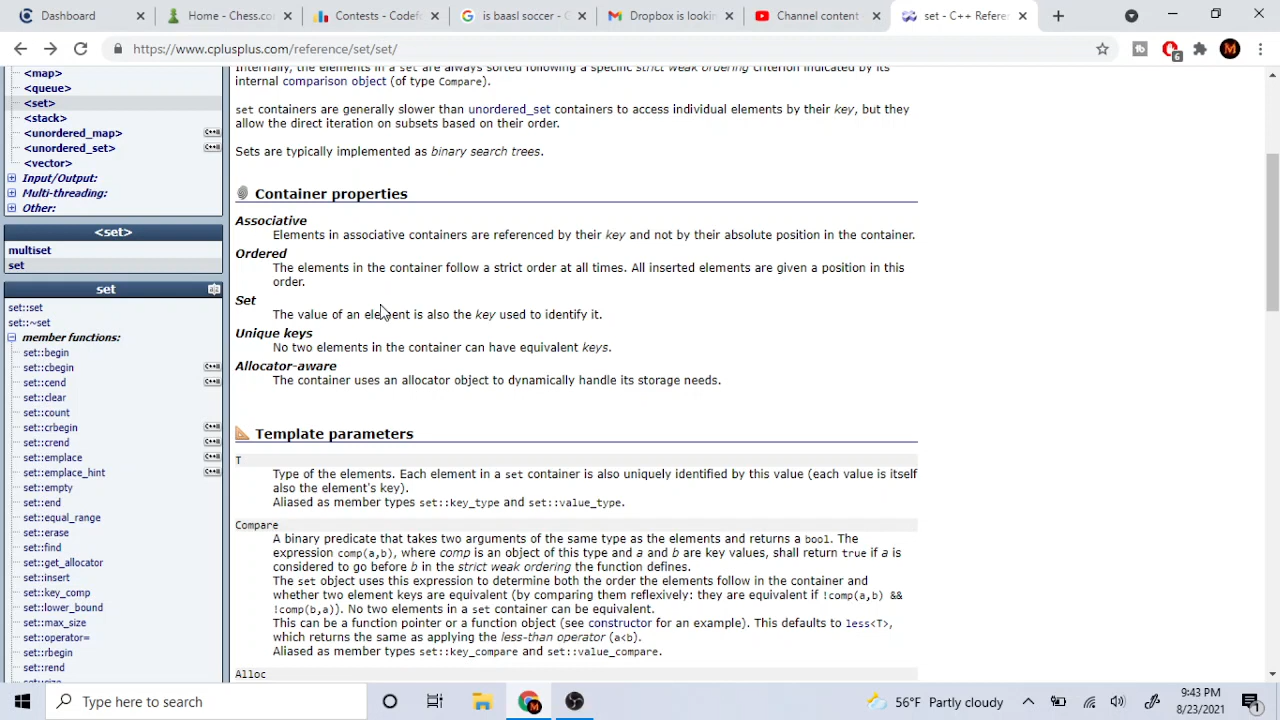 Dashboard
Home - Chess.co
Contests - Codef
is baasl soccer - G
Dropbox is looki
Channel content
set - C++ Refere
https://www.cplusplus.com/reference/set/set/
6
M
<map>
<queue>
<set>
<stack>
<unordered_map>
<unordered_set>
<vector>
Input/Output:
Multi-threading:
Other:
<set>
multiset
set
set
set::set
set::~set
member functions:
set::begin
set::cbegin
set::cend
set::clear
set::count
set::crbegin
set::crend
set::emplace
set::emplace_hint
set::empty
set::end
set::equal_range
set::erase
set::find
set::get_allocator
set::insert
set::key_comp
set::lower_bound
set::max_size
set::operator=
set::rbegin
set::rend
set::size
Internally, the elements in a set are always sorted following a specific strict weak ordering criterion indicated by its
internal comparison object (of type Compare).
set containers are generally slower than unordered_set containers to access individual elements by their key, but they
allow the direct iteration on subsets based on their order.
Sets are typically implemented as binary search trees.
Container properties
Associative
Elements in associative containers are referenced by their key and not by their absolute position in the container.
Ordered
The elements in the container follow a strict order at all times. All inserted elements are given a position in this
order.
Set
The value of an element is also the key used to identify it.
Unique keys
No two elements in the container can have equivalent keys.
Allocator-aware
The container uses an allocator object to dynamically handle its storage needs.
Template parameters
T
Type of the elements. Each element in a set container is also uniquely identified by this value (each value is itself
also the element's key).
Aliased as member types set::key_type and set::value_type.
Compare
A binary predicate that takes two arguments of the same type as the elements and returns a bool. The
expression comp(a,b), where comp is an object of this type and a and b are key values, shall return true if a is
considered to go before b in the strict weak ordering the function defines.
The set object uses this expression to determine both the order the elements follow in the container and
whether two element keys are equivalent (by comparing them reflexively: they are equivalent if !comp(a,b) &&
!comp(b,a)). No two elements in a set container can be equivalent.
This can be a function pointer or a function object (see constructor for an example). This defaults to less<T>,
which returns the same as applying the less-than operator (a<b).
Aliased as member types set::key_compare and set::value_compare.
Alloc
Type here to search
56°F Partly cloudy
9:43 PM
8/23/2021
1